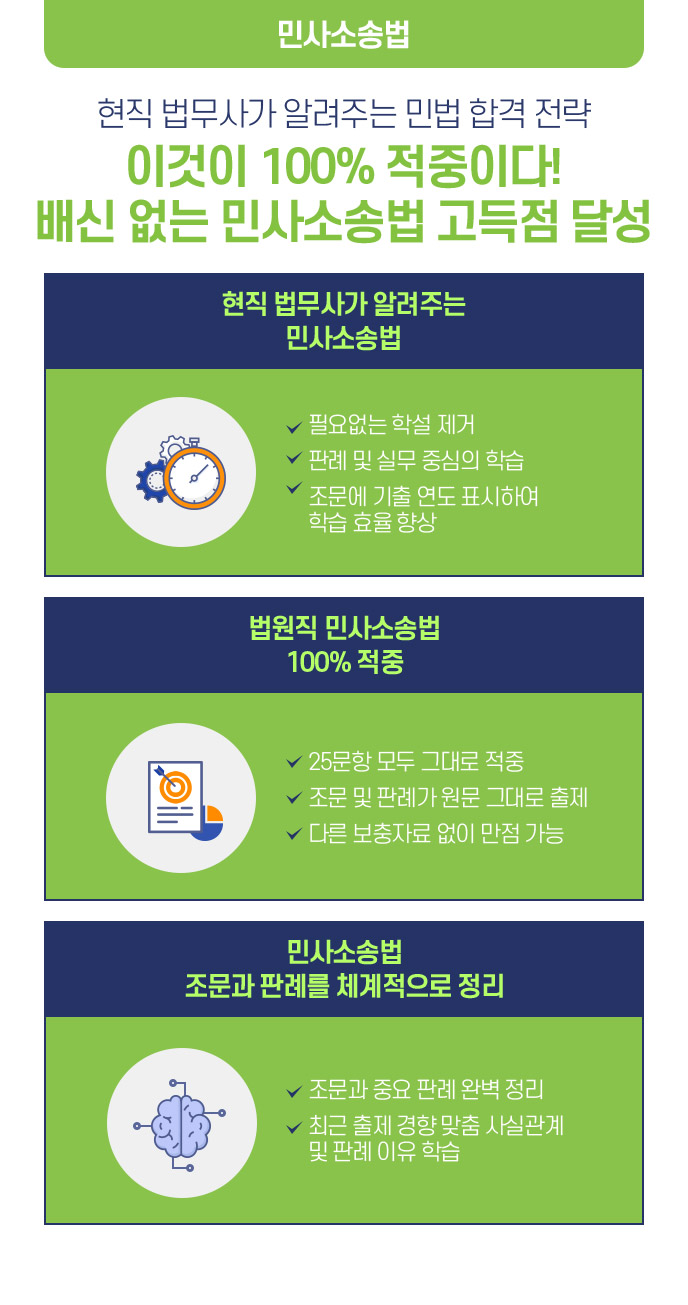 민사소송법
현직 법무사가 알려주는 민법 합격 전략
이것이 100% 적중이다!
배신 없는 민사소송법 고득점 달성
현직 법무사가 알려주는
민사소송법
필요없는 학설 제거
판례 및 실무 중심의 학습
조문에 기출 연도 표시하여
학습 효율 향상
법원직 민사소송법
100% 적중
25문항 모두 그대로 적중
조문 및 판례가 원문 그대로 출제
다른 보충자료 없이 만점 가능
민사소송법
조문과 판례를 체계적으로 정리
조문과 중요 판례 완벽 정리
최근 출제 경향 맞춤 사실관계
및 판례 이유 학습